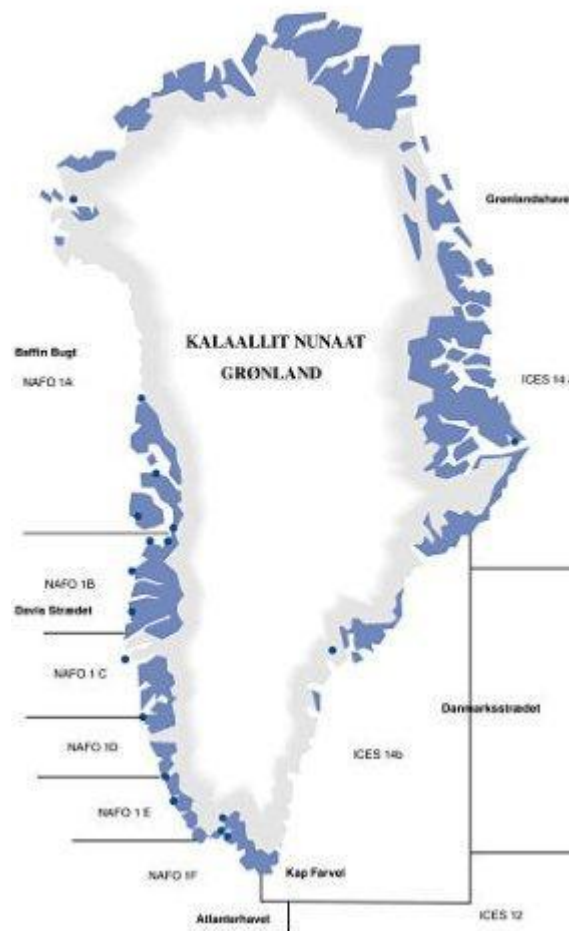 Grønlandshavet
KALAALLIT NUNAAT
GRØNLAND
Baffin Bugt
NAFO 1A
ICES 14
NAFO 1B
Davis Strædet
NAFO 1 C
Danmarksstrædet
NAFO 1D
ICES 14b
NAFO 1 E
Kap Farvel
NAFO 1F
Atlanterhavet
ICES 12